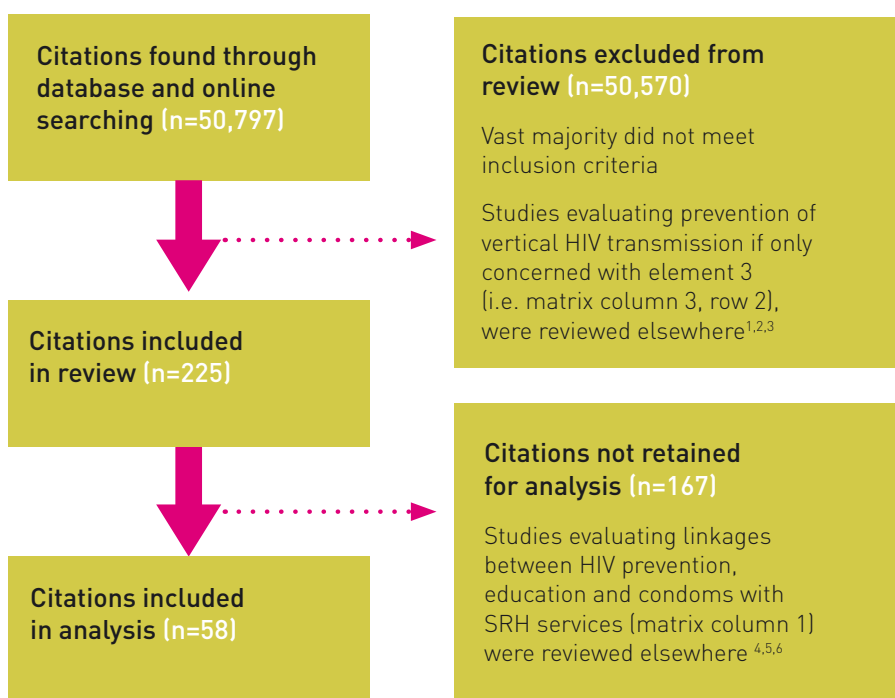 Citations found through
database and online
searching (n=50,797)
Citations excluded from
review (n=50,570)
Vast majority did not meet
inclusion criteria
Studies evaluating prevention of
vertical HIV transmission if only
concerned with element 3
(i.e. matrix column 3, row 2),
were reviewed elsewhere1,2,3
Citations included
in review (n=225)
Citations not retained
for analysis (n=167)
Studies evaluating linkages
between HIV prevention,
education and condoms with
SRH services (matrix column 1)
were reviewed elsewhere 4,5,6
Citations included
in analysis (n=58)